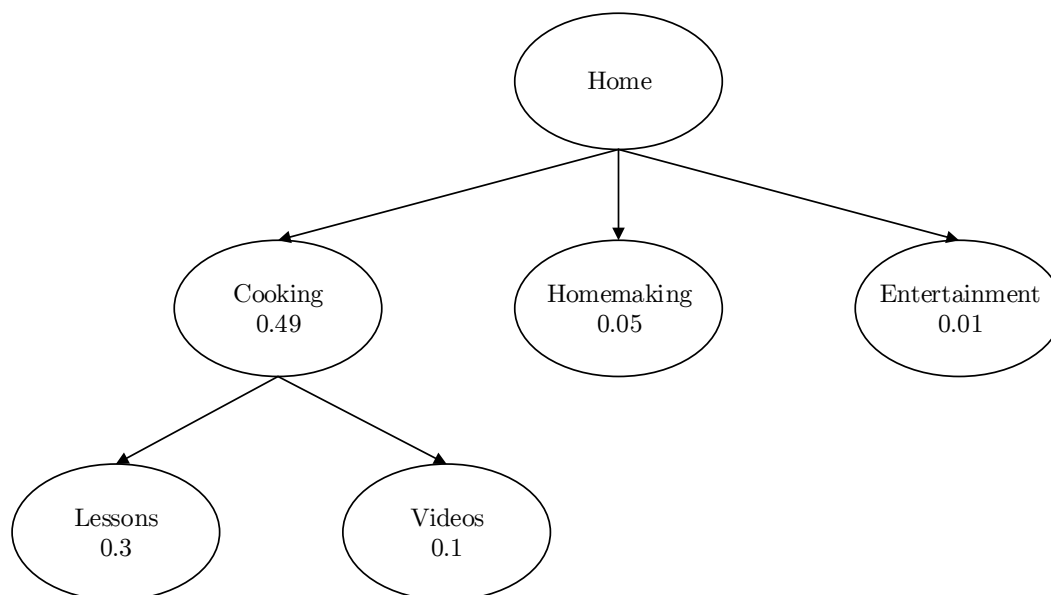 Home
Cooking
0.49
Homemaking
0.05
Entertainment
0.01
Lessons
0.3
Videos
0.1